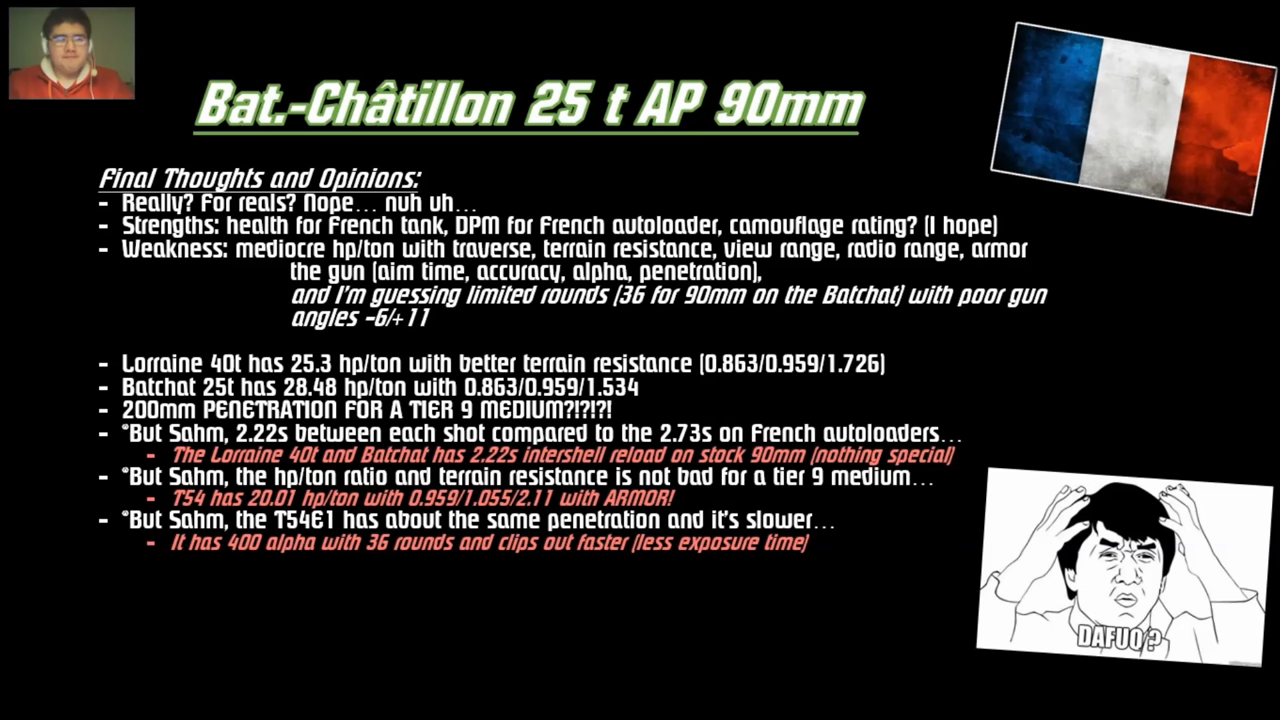 Bat.-Châtillon 25 t AP 90mm
Final Thoughts and Opinions:
- Really? For reals? Nope... nuh uh...
- Strengths: health for French tank, DPM for French autoloader, camouflage rating? (I hope)
- Weakness: mediocre hp/ton with traverse, terrain resistance, view range, radio range, armor
the gun (aim time, accuracy, alpha, penetration),
and I'm guessing limited rounds (36 for 90mm on the Batchat) with poor gun
angles -6/+11
- Lorraine 40t has 25.3 hp/ton with better terrain resistance (0.863/0.959/1.726)
- Batchat 25t has 28.48 hp/ton with 0.863/0.959/1.534
- 200mm PENETRATION FOR A TIER 9 MEDIUM?!?!?!
- "But Sahm, 2.22s between each shot compared to the 2.73s on French autoloaders...
- The Lorraine 40t and Batchat has 2.22s intershell reload on stock 90mm (nothing special)
- "But Sahm, the hp/ton ratio and terrain resistance is not bad for a tier 9 medium...
- T54 has 20.01 hp/ton with 0.959/1.055/2.11 with ARMOR!
- "But Sahm, the T54E1 has about the same penetration and it's slower...
- It has 400 alpha with 36 rounds and clips out faster (less exposure time)
DAFUQ?